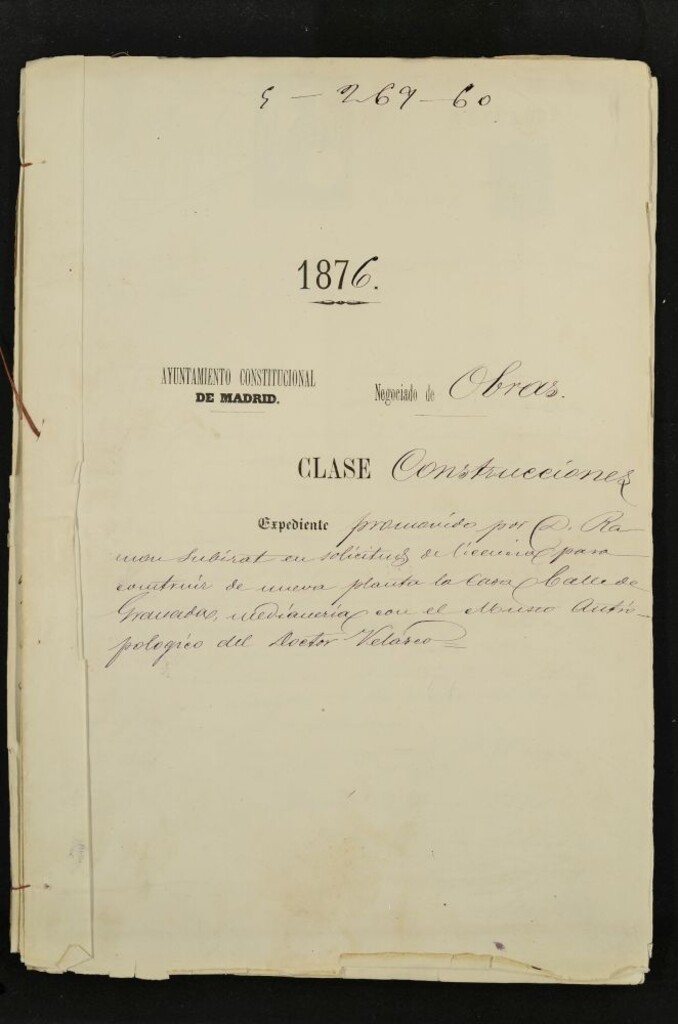 5 - 269 - 60
1876.
AYUNTAMIENTO CONSTITUCIONAL
DE MADRID.
Negociado de Obras.
CLASE Construcciones
Expediente promovido por D. Ra-
mon Subirat en solicitud de licencia para
construir de nueva planta la Casa Calle de
Granada, medianeria con el Museo Antro-
pologico del Doctor Velasco